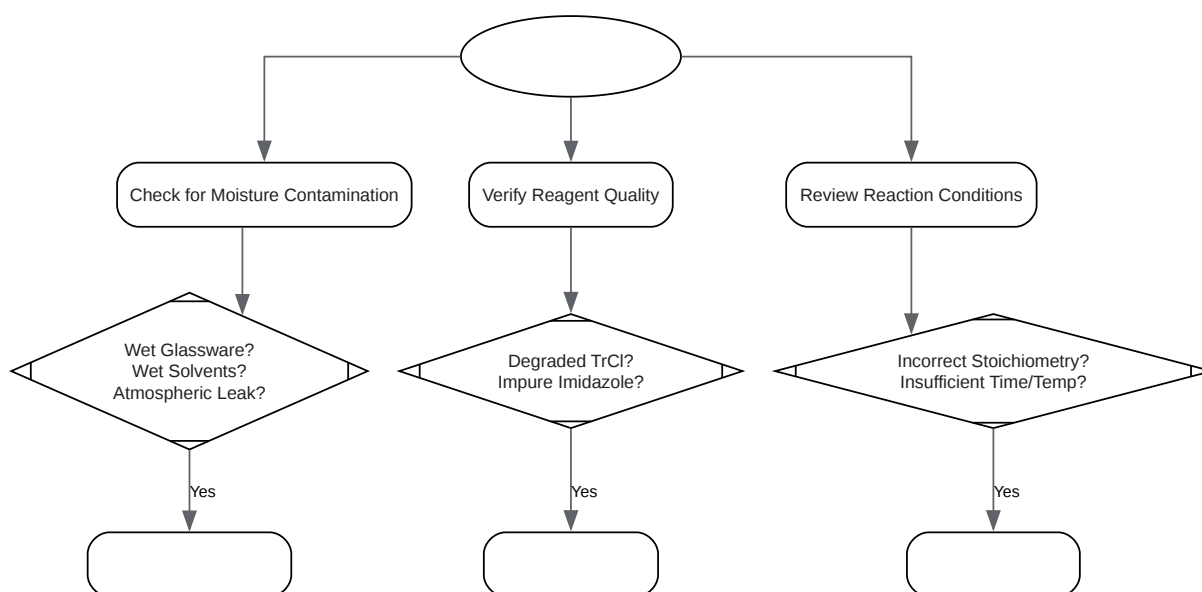 Check for Moisture Contamination
Verify Reagent Quality
Review Reaction Conditions
Wet Glassware?
Wet Solvents?
Atmospheric Leak?
Degraded TrCl?
Impure Imidazole?
Incorrect Stoichiometry?
Insufficient Time/Temp?
Yes
Yes
Yes